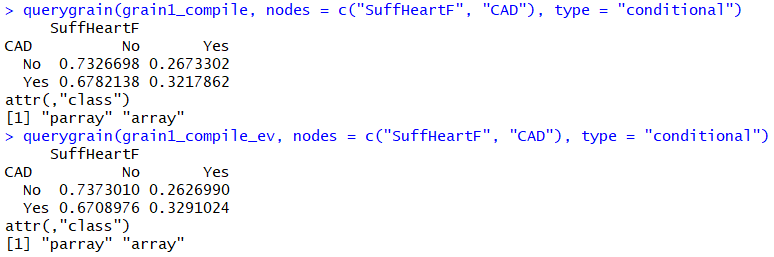 > querygrain(grain1_compile, nodes = c("SuffHeartF", "CAD"), type = "conditional")
     SuffHeartF
CAD          No       Yes
  No  0.7326698 0.2673302
  Yes 0.6782138 0.3217862
attr(,"class")
[1] "parray" "array"
> querygrain(grain1_compile_ev, nodes = c("SuffHeartF", "CAD"), type = "conditional")
     SuffHeartF
CAD          No       Yes
  No  0.7373010 0.2626990
  Yes 0.6708976 0.3291024
attr(,"class")
[1] "parray" "array"